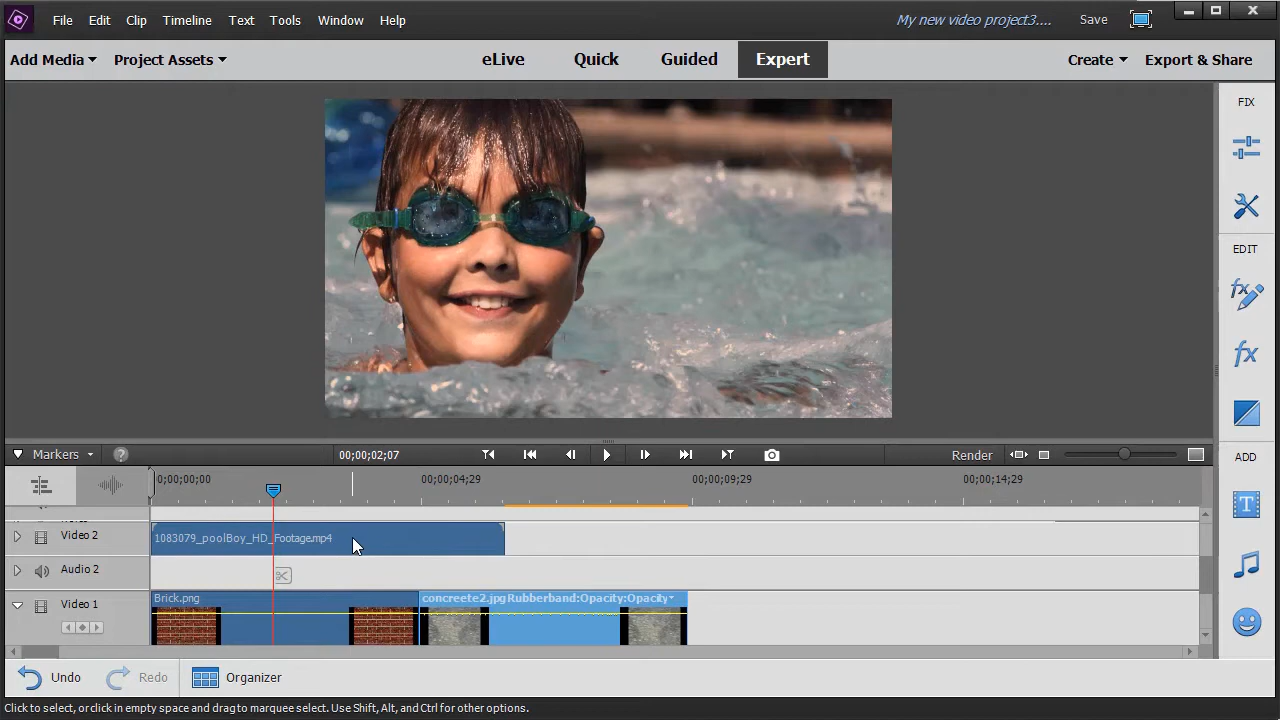 File Edit Clip Timeline Text Tools Window Help My new video project3.... Save
Add Media Project Assets eLive Quick Guided Expert Create Export & Share
FIX
EDIT
Markers 00;00;02;07 Render
ADD
0;00;00;00 00;00;04;29 00;00;09;29 00;00;14;29
Video 2 1083079_poolBoy_HD_Footage.mp4
Audio 2
Video 1 Brick.png concreete2.jpgRubberband:Opacity:Opacity
Undo Redo Organizer
Click to select, or click in empty space and drag to marquee select. Use Shift, Alt, and Ctrl for other options.